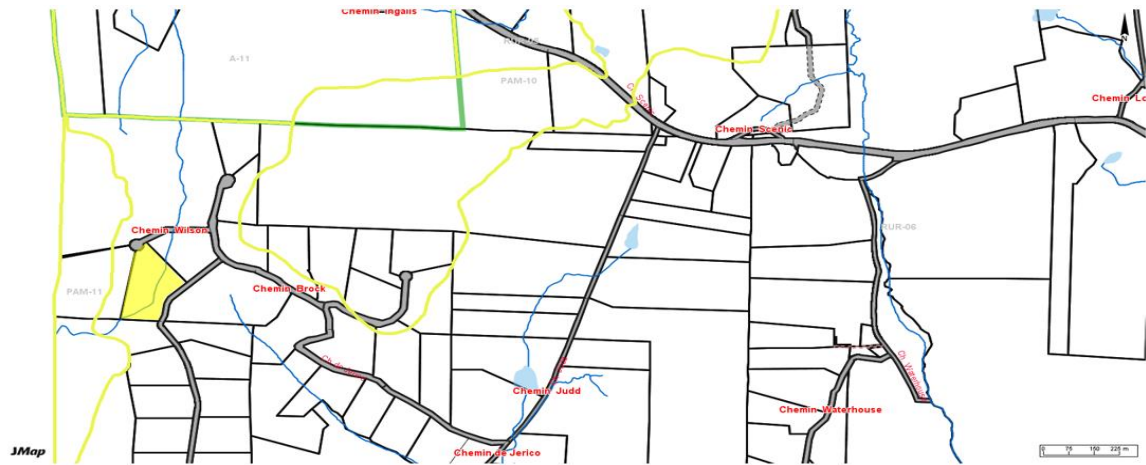 Chemin Ingalls
A-11
PAM-10
N
Chemin Lo
Chemin Scenic
Chemin Wilson
RUR-06
PAM-11
Chemin Brock
Chemin Judd
Chemin Waterhouse
Chemin de Jerico
JMap
0 75 150 225 m